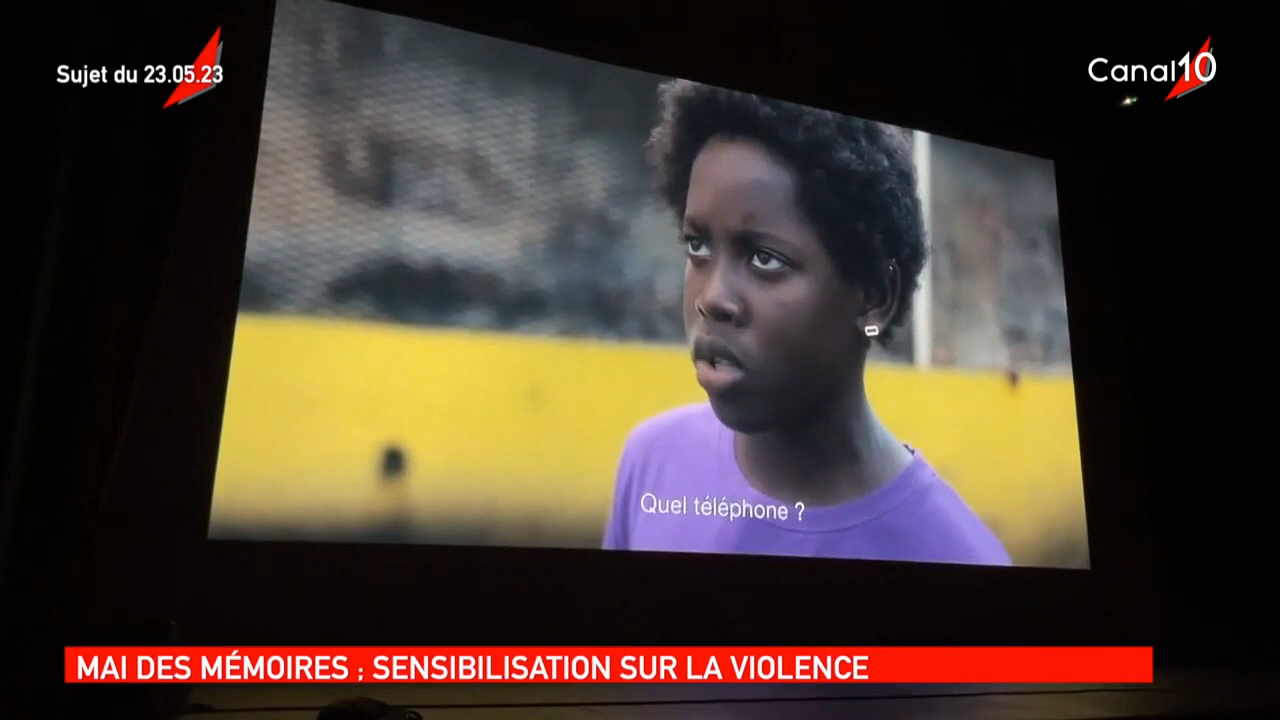 Sujet du 23.05.23
Canal10
Quel téléphone ?
MAI DES MÉMOIRES ; SENSIBILISATION SUR LA VIOLENCE